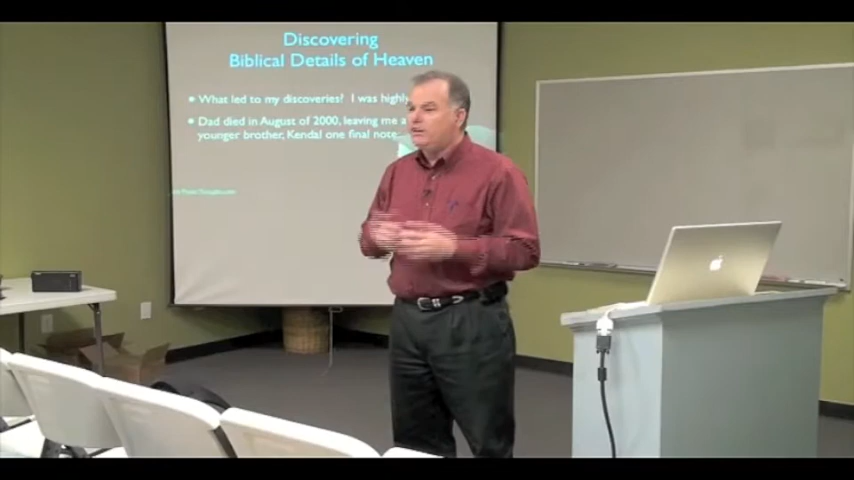 Discovering
Biblical Details of Heaven
• What led to my discoveries? I was highly
• Dad died in August of 2000, leaving me
younger brother, Kendal one final note.